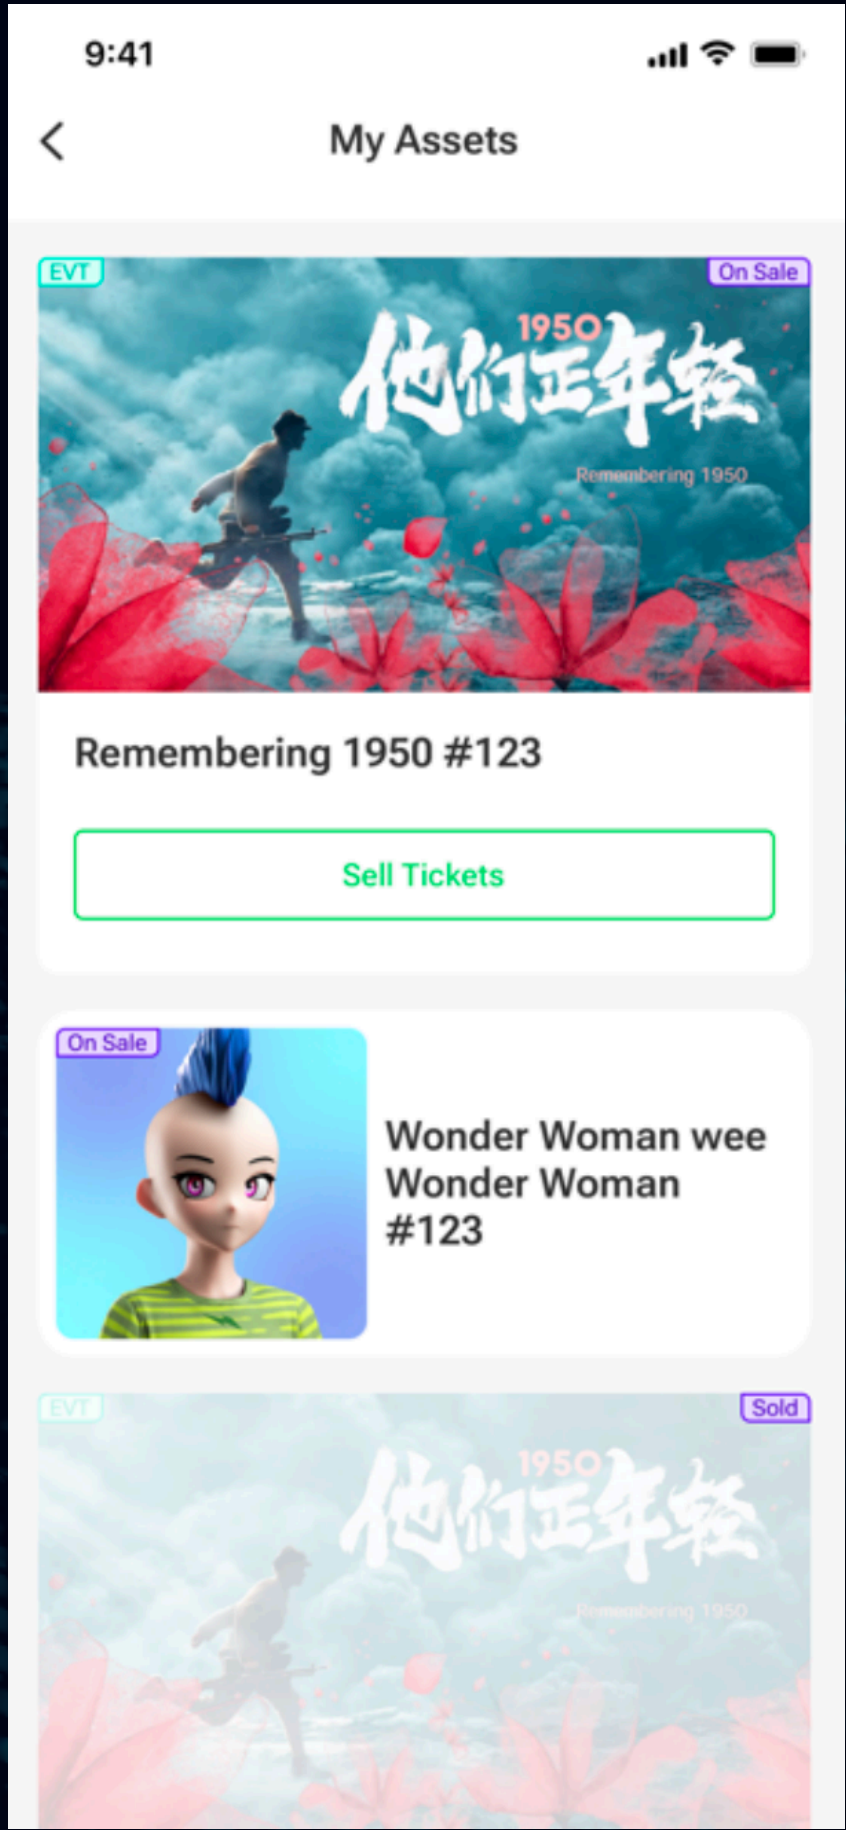 9:41
My Assets
EVT
On Sale
1950
他们正年轻
Remembering 1950
Remembering 1950 #123
Sell Tickets
On Sale
Wonder Woman wee
Wonder Woman
#123
EVT
Sold
1950
他们正年轻
Remembering 1950